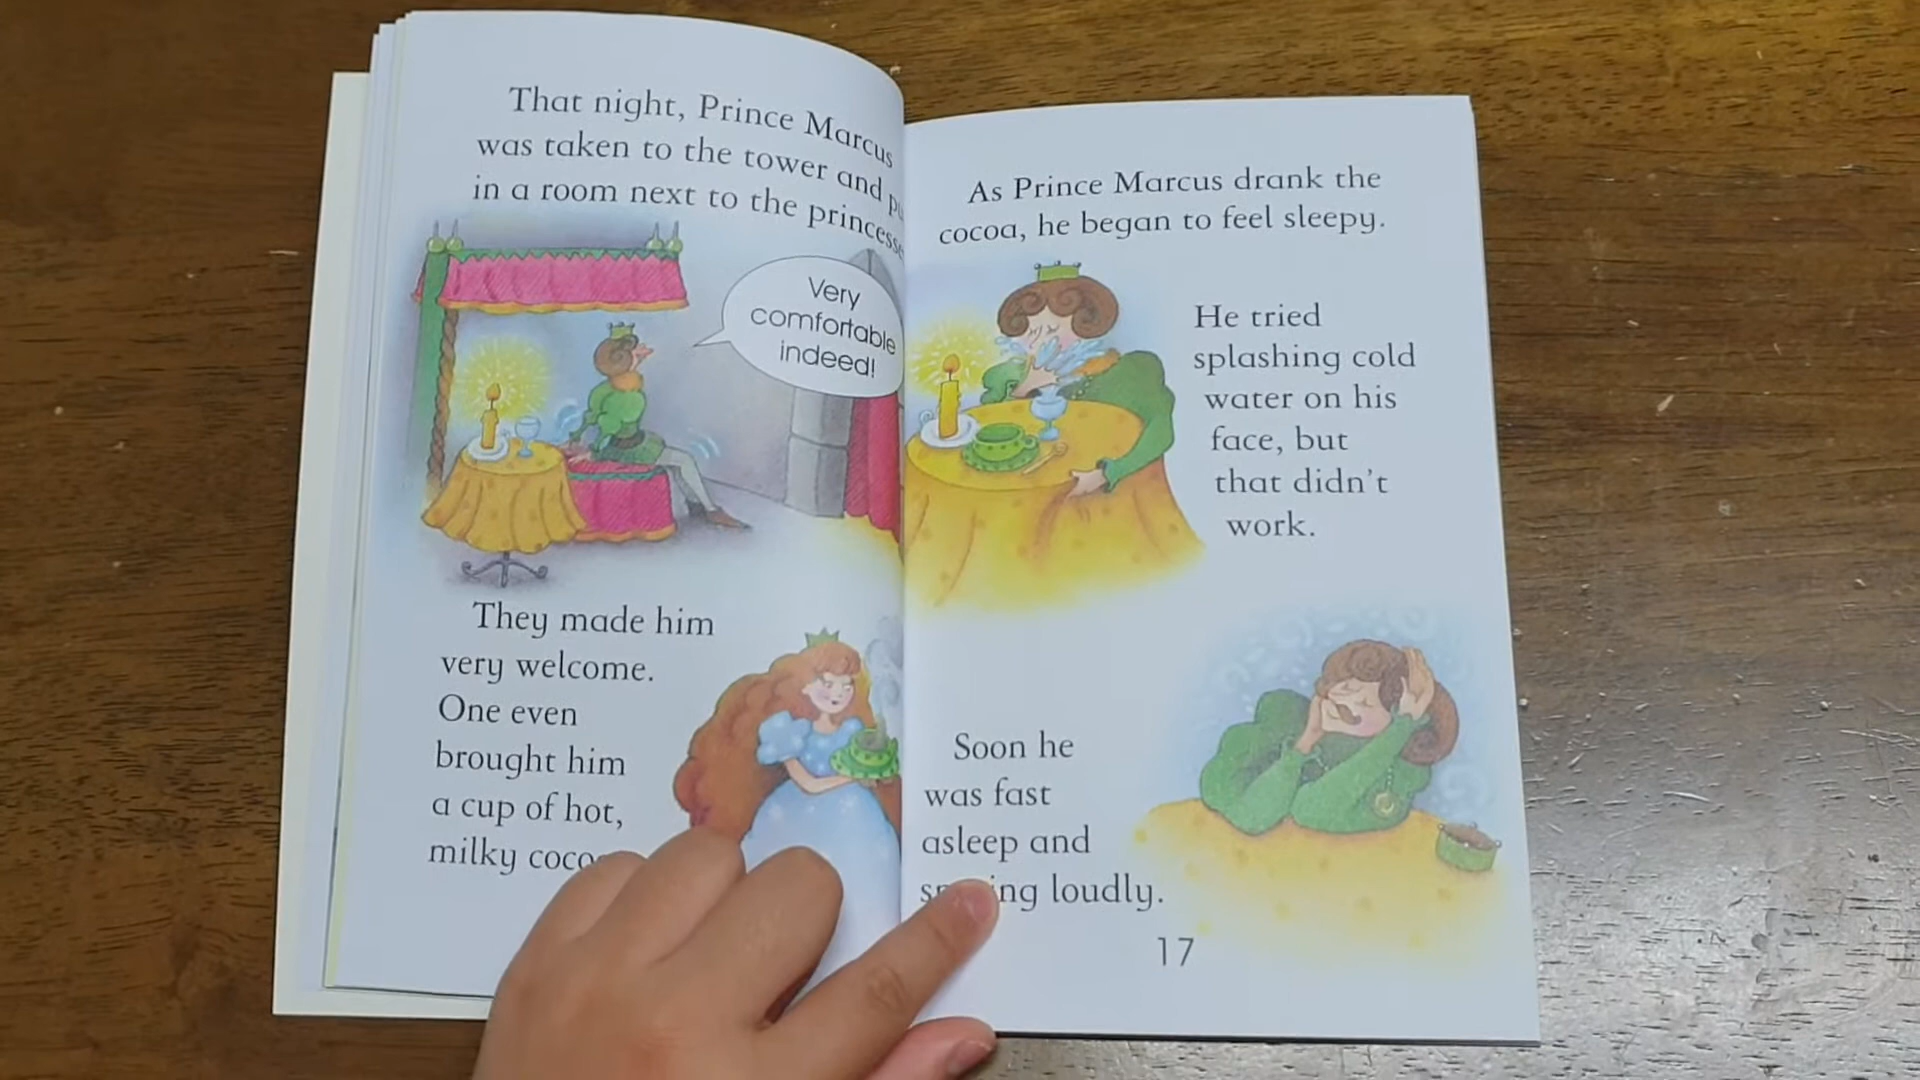 That night, Prince Marcus
was taken to the tower and
in a room next to the
They made him
very welcome.
One even
brought him
a cup of hot,
milky
Very
comfortable
indeed!
As Prince Marcus drank the
cocoa, he began to feel sleepy.
He tried
splashing cold
water on his
face, but
that didn't
work.
Soon he
was fast
asleep and
loudly.
17